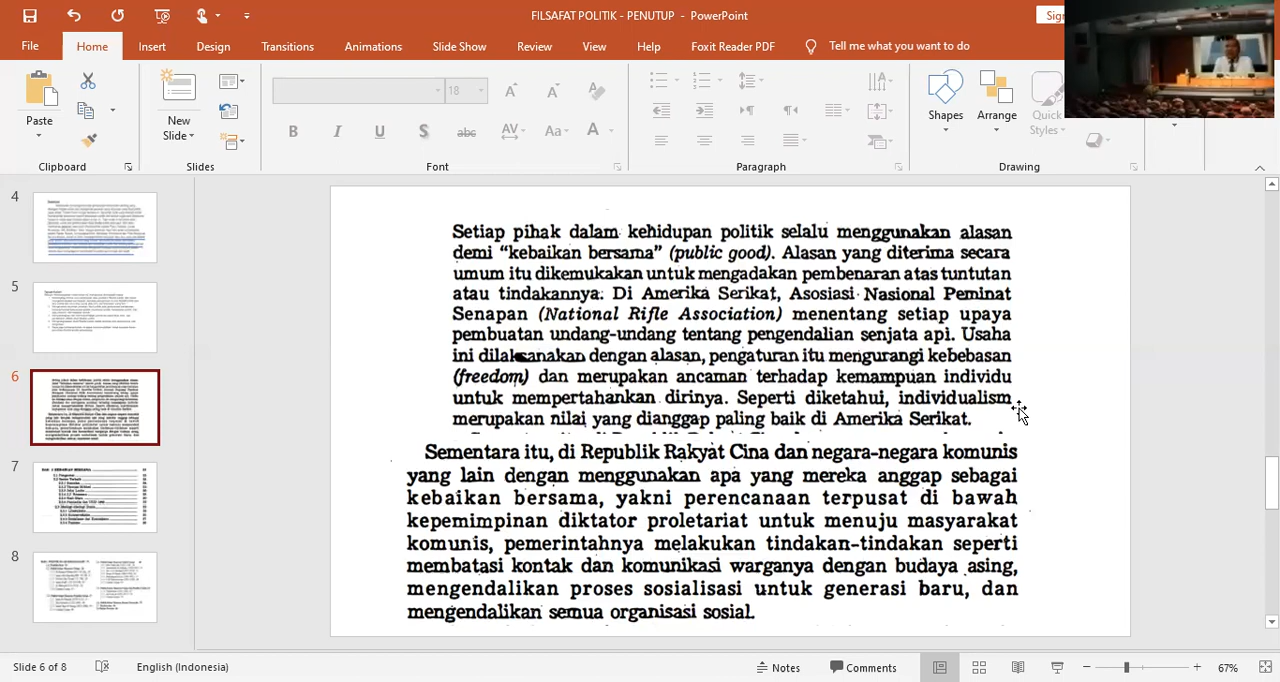 FILSAFAT POLITIK - PENUTUP - PowerPoint
Sign
File Home Insert Design Transitions Animations Slide Show Review View Help Foxit Reader PDF Tell me what you want to do
18
Paste
New
Slide
Shapes Arrange Quick
Styles
Clipboard Slides Font Paragraph Drawing
4
5
6
7
8
Setiap pihak dalam kehidupan politik selalu menggunakan alasan
demi "kebaikan bersama" (public good). Alasan yang diterima secara
umum itu dikemukakan untuk mengadakan pembenaran atas tuntutan
atau tindakannya. Di Amerika Serikat, Asosiasi Nasional Peminat
Senapan (National Rifle Association) menentang setiap upaya
pembuatan undang-undang tentang pengendalian senjata api. Usaha
ini dilaksanakan dengan alasan, pengaturan itu mengurangi kebebasan
(freedom) dan merupakan ancaman terhadap kemampuan individu
untuk mempertahankan dirinya. Seperti diketahui, individualism
merupakan nilai yang dianggap paling baik di Amerika Serikat.
Sementara itu, di Republik Rakyat Cina dan negara-negara komunis
yang lain dengan menggunakan apa yang mereka anggap sebagai
kebaikan bersama, yakni perencanaan terpusat di bawah
kepemimpinan diktator proletariat untuk menuju masyarakat
komunis, pemerintahnya melakukan tindakan-tindakan seperti
membatasi kontak dan komunikasi warganya dengan budaya asing,
mengendalikan proses sosialisasi untuk generasi baru, dan
mengendalikan semua organisasi sosial.
Slide 6 of 8 English (Indonesia) Notes Comments 67%